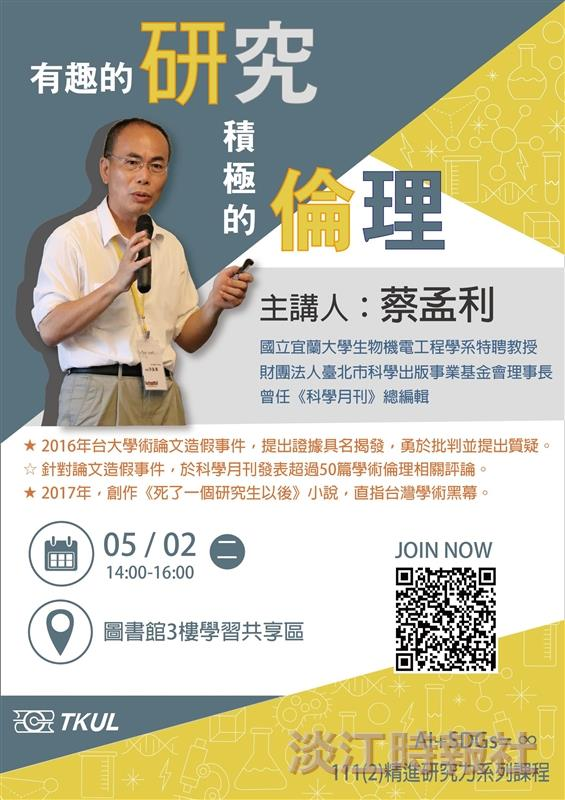 有趣的研究
積極的倫理
主講人：蔡孟利
國立宜蘭大學生物機電工程學系特聘教授
財團法人臺北市科學出版事業基金會理事長
曾任《科學月刊》總編輯
★ 2016年台大學術論文造假事件，提出證據具名揭發，勇於批判並提出質疑。
☆ 針對論文造假事件，於科學月刊發表超過50篇學術倫理相關評論。
★ 2017年，創作《死了一個研究生以後》小說，直指台灣學術黑幕。
05 / 02 二
14:00-16:00
JOIN NOW
圖書館3樓學習共享區
TKUL
AI+SDGs= ∞
淡江時報社
111(2)精進研究力系列課程